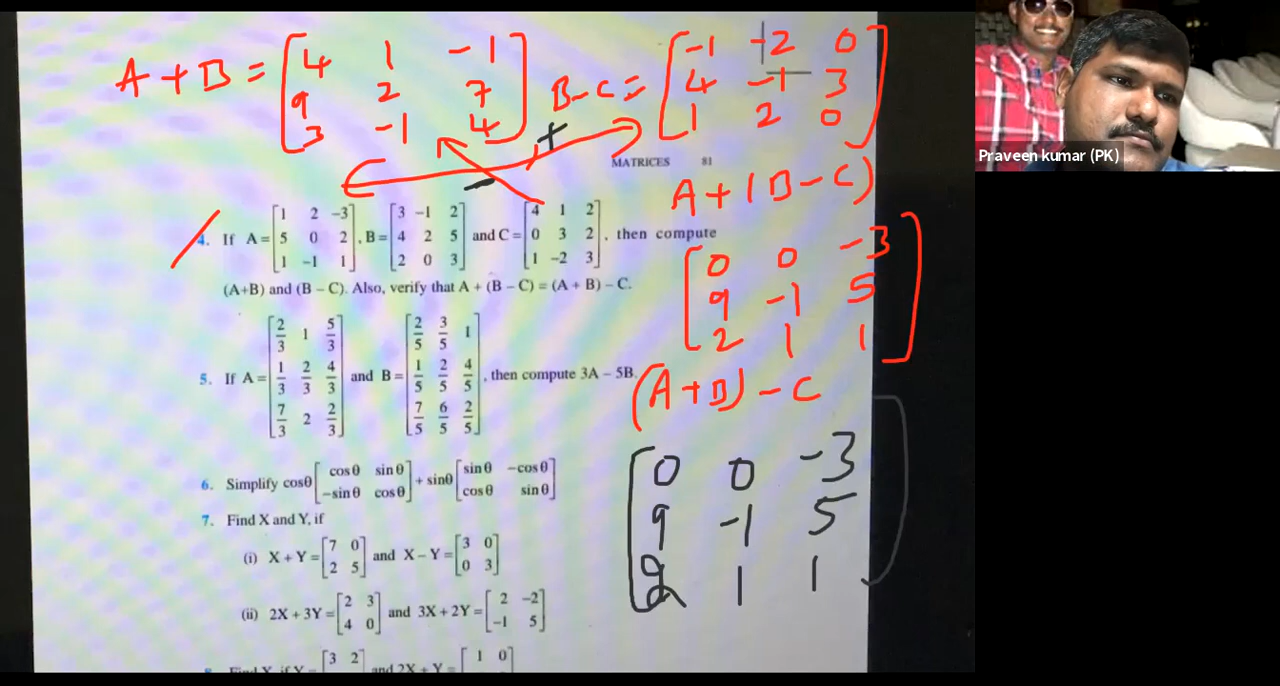 A + B = [4 1 -1
9 2 7
3 -1 4]
B - C = [-1 -2 0
4 -1 3
1 2 0]
+
-
MATRICES 81
A + (B - C)
[0 0 -3
9 -1 5
2 1 1]
(A + B) - C
[0 0 -3
9 -1 5
2 1 1]
4. If A = [1 2 -3; 5 0 2; 1 -1 1], B = [3 -1 2; 4 2 5; 2 0 3] and C = [4 1 2; 0 3 2; 1 -2 3], then compute
(A+B) and (B – C). Also, verify that A + (B – C) = (A + B) – C.
5. If A = [2/3 1 5/3; 1/3 2/3 4/3; 7/3 2 2/3] and B = [2/5 3/5 1; 1/5 2/5 4/5; 7/5 6/5 2/5], then compute 3A – 5B.
6. Simplify cosθ [cosθ sinθ; -sinθ cosθ] + sinθ [sinθ -cosθ; cosθ sinθ]
7. Find X and Y, if
(i) X + Y = [7 0; 2 5] and X – Y = [3 0; 0 3]
(ii) 2X + 3Y = [2 3; 4 0] and 3X + 2Y = [2 -2; -1 5]
Find X, if Y = [3 2 and 2X + Y = [1 0
Praveen kumar (PK)